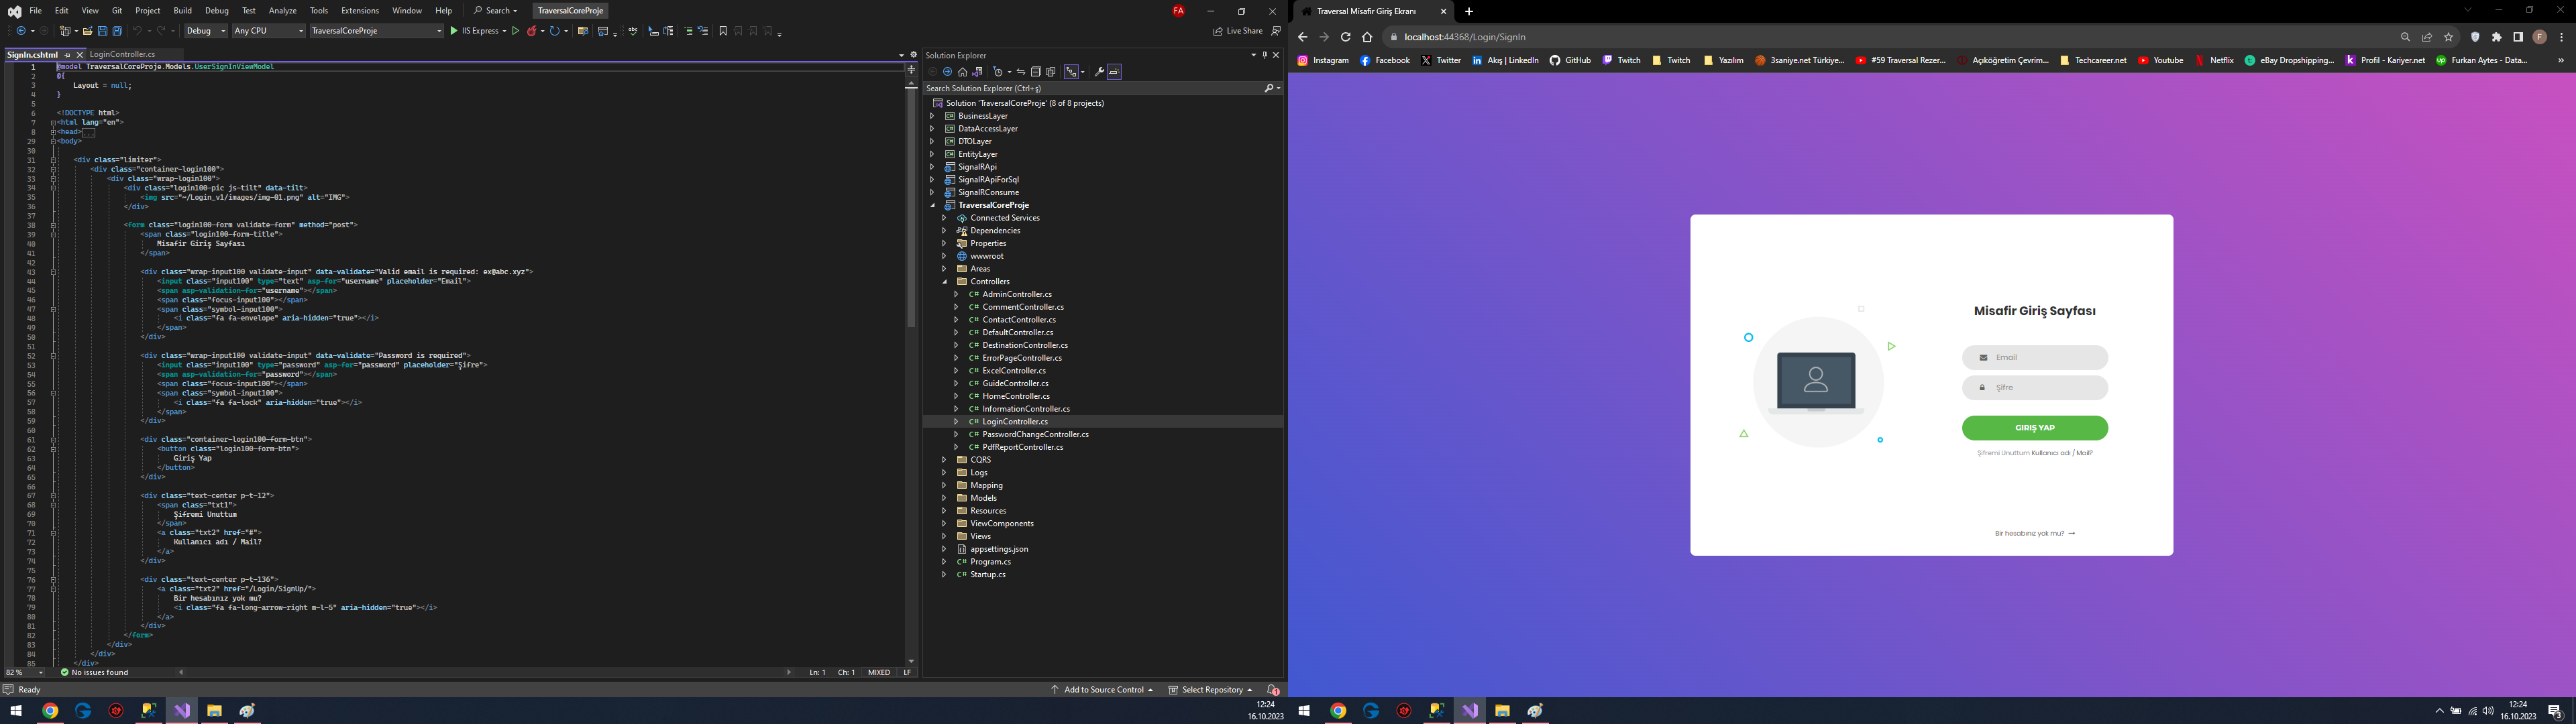 File Edit View Git Project Build Debug Test Analyze Tools Extensions Window Help Search TraversalCoreProje FA
Debug Any CPU TraversalCoreProje IIS Express Live Share
SignIn.cshtml LoginController.cs
1 @model TraversalCoreProje.Models.UserSignInViewModel
2 @{
3 Layout = null;
4 }
5
6 <!DOCTYPE html>
7 <html lang="en">
8 <head>...
29 <body>
30
31 <div class="limiter">
32 <div class="container-login100">
33 <div class="wrap-login100">
34 <div class="login100-pic js-tilt" data-tilt>
35 <img src="~/Login_v1/images/img-01.png" alt="IMG">
36 </div>
37
38 <form class="login100-form validate-form" method="post">
39 <span class="login100-form-title">
40 Misafir Giriş Sayfası
41 </span>
42
43 <div class="wrap-input100 validate-input" data-validate="Valid email is required: ex@abc.xyz">
44 <input class="input100" type="text" asp-for="username" placeholder="Email">
45 <span asp-validation-for="username"></span>
46 <span class="focus-input100"></span>
47 <span class="symbol-input100">
48 <i class="fa fa-envelope" aria-hidden="true"></i>
49 </span>
50 </div>
51
52 <div class="wrap-input100 validate-input" data-validate="Password is required">
53 <input class="input100" type="password" asp-for="password" placeholder="Şifre">
54 <span asp-validation-for="password"></span>
55 <span class="focus-input100"></span>
56 <span class="symbol-input100">
57 <i class="fa fa-lock" aria-hidden="true"></i>
58 </span>
59 </div>
60
61 <div class="container-login100-form-btn">
62 <button class="login100-form-btn">
63 Giriş Yap
64 </button>
65 </div>
66
67 <div class="text-center p-t-12">
68 <span class="txt1">
69 Şifremi Unuttum
70 </span>
71 <a class="txt2" href="#">
72 Kullanıcı adı / Mail?
73 </a>
74 </div>
75
76 <div class="text-center p-t-136">
77 <a class="txt2" href="/Login/SignUp/">
78 Bir hesabınız yok mu?
79 <i class="fa fa-long-arrow-right m-l-5" aria-hidden="true"></i>
80 </a>
81 </div>
82 </form>
83 </div>
84 </div>
85 </div>
82 % No issues found Ln: 1 Ch: 1 MIXED LF
Solution Explorer
Search Solution Explorer (Ctrl+ş)
Solution 'TraversalCoreProje' (8 of 8 projects)
BusinessLayer
DataAccessLayer
DTOLayer
EntityLayer
SignalRApi
SignalRApiForSql
SignalRConsume
TraversalCoreProje
Connected Services
Dependencies
Properties
wwwroot
Areas
Controllers
C# AdminController.cs
C# CommentController.cs
C# ContactController.cs
C# DefaultController.cs
C# DestinationController.cs
C# ErrorPageController.cs
C# ExcelController.cs
C# GuideController.cs
C# HomeController.cs
C# InformationController.cs
C# LoginController.cs
C# PasswordChangeController.cs
C# PdfReportController.cs
CQRS
Logs
Mapping
Models
Resources
ViewComponents
Views
appsettings.json
C# Program.cs
C# Startup.cs
Ready Add to Source Control Select Repository 1
12:24
16.10.2023
Traversal Misafir Giriş Ekranı
localhost:44368/Login/SignIn F
Instagram Facebook Twitter Akış | LinkedIn GitHub Twitch Twitch Yazılım 3saniye.net Türkiye... #59 Traversal Rezer... Açıköğretim Çevrim... Techcareer.net Youtube Netflix eBay Dropshipping... Profil - Kariyer.net Furkan Aytes - Data... »
Misafir Giriş Sayfası
Email
Şifre
GIRIŞ YAP
Şifremi Unuttum Kullanıcı adı / Mail?
Bir hesabınız yok mu? →
12:24
16.10.2023
3